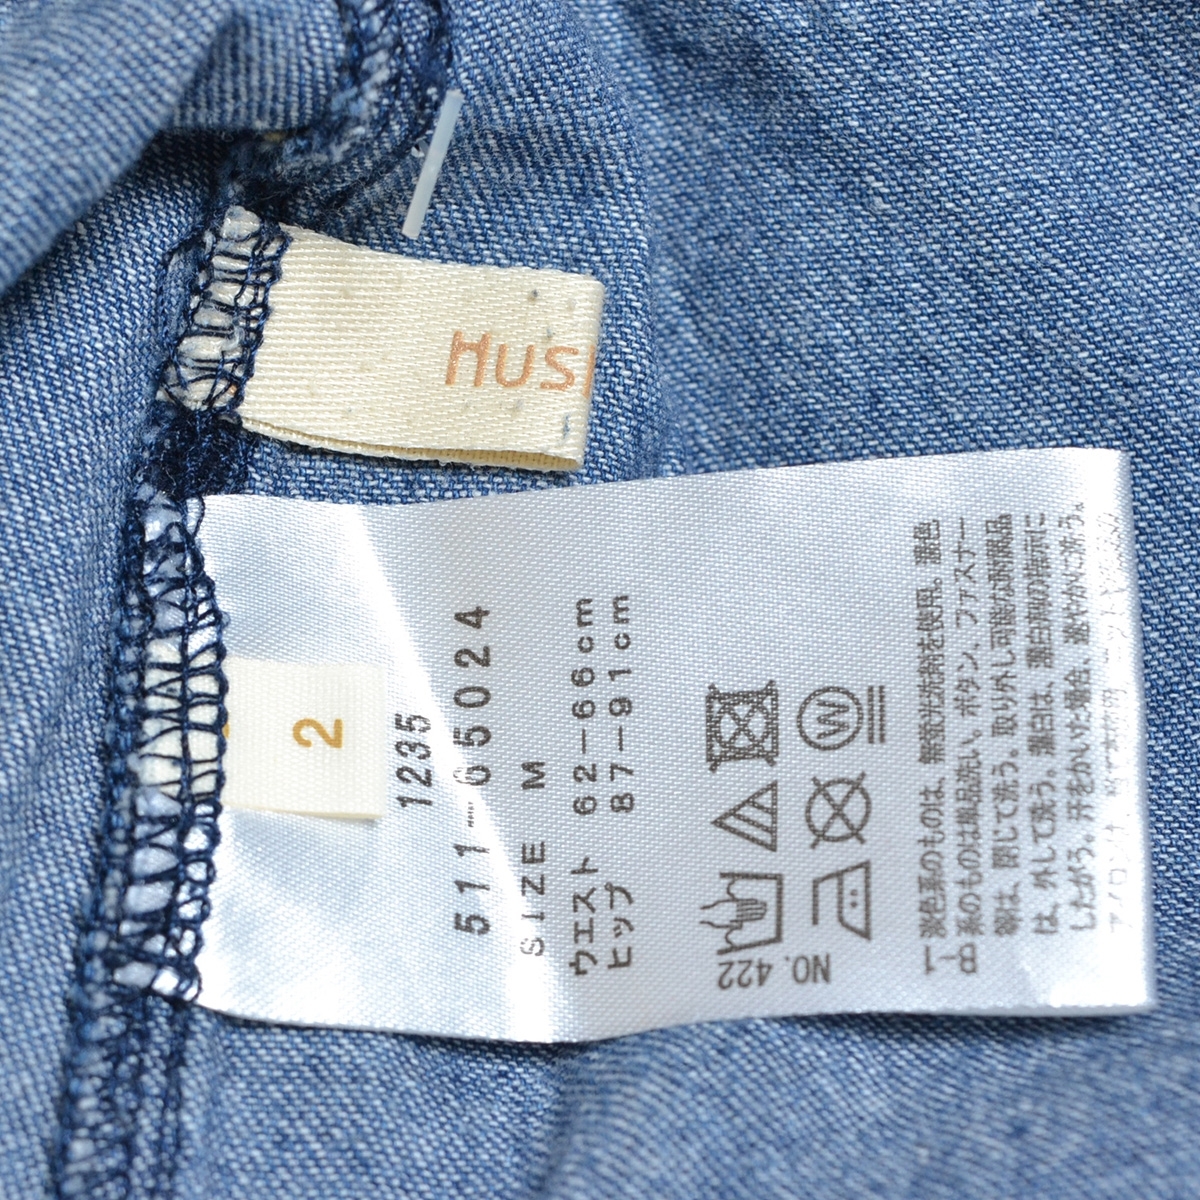 HUS
2
1235
511-65024
SIZE M
ウエスト 62-66cm
ヒップ 87-91cm
NO.422
W
淡色系のものは、無蛍光洗剤を使用。濃色
系のものは単品洗い。ボタン、ファスナー
等は、閉じて洗う。取り外し可能な附属品
は、外して洗う。漂白は、漂白剤の指示に
したがう。汗をかいた場合、速やかに洗う。